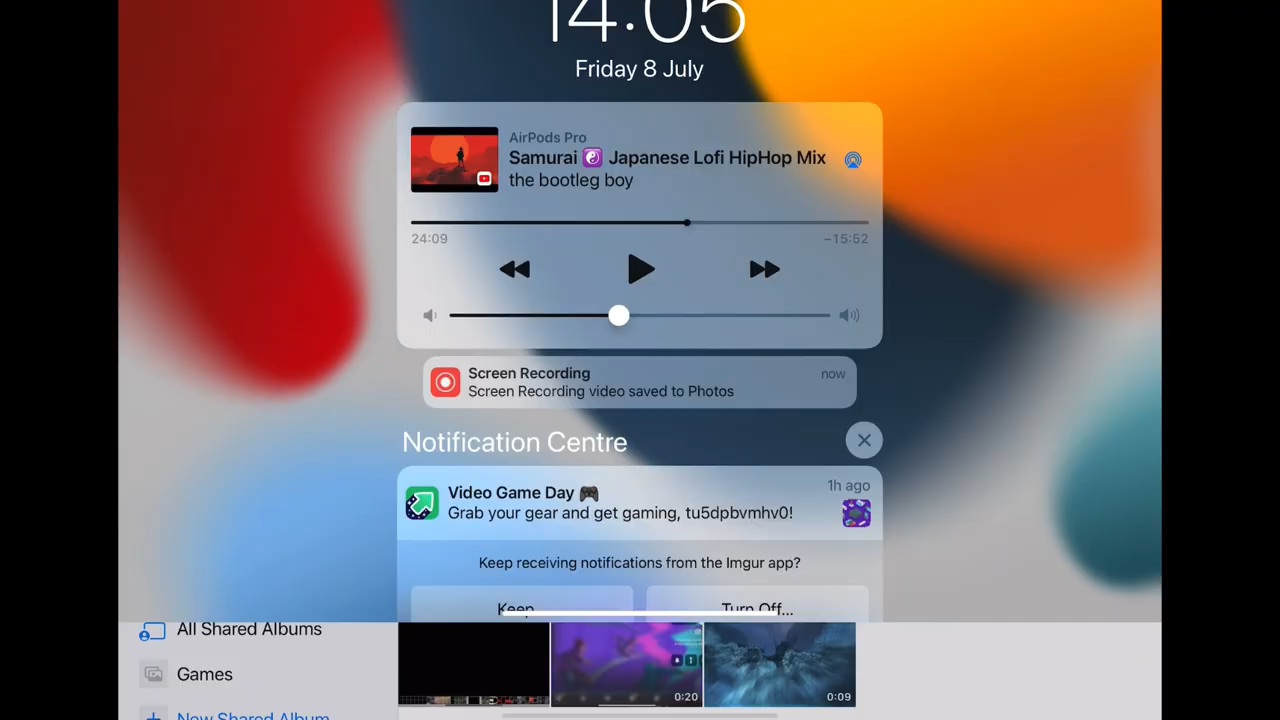 14:05
Friday 8 July
AirPods Pro
Samurai ☯️ Japanese Lofi HipHop Mix
the bootleg boy
24:09
-15:52
Screen Recording
now
Screen Recording video saved to Photos
Notification Centre
Video Game Day 🎮
1h ago
Grab your gear and get gaming, tu5dpbvmhv0!
Keep receiving notifications from the Imgur app?
Keep
Turn Off...
All Shared Albums
Games
0:20
0:09
New Shared Album